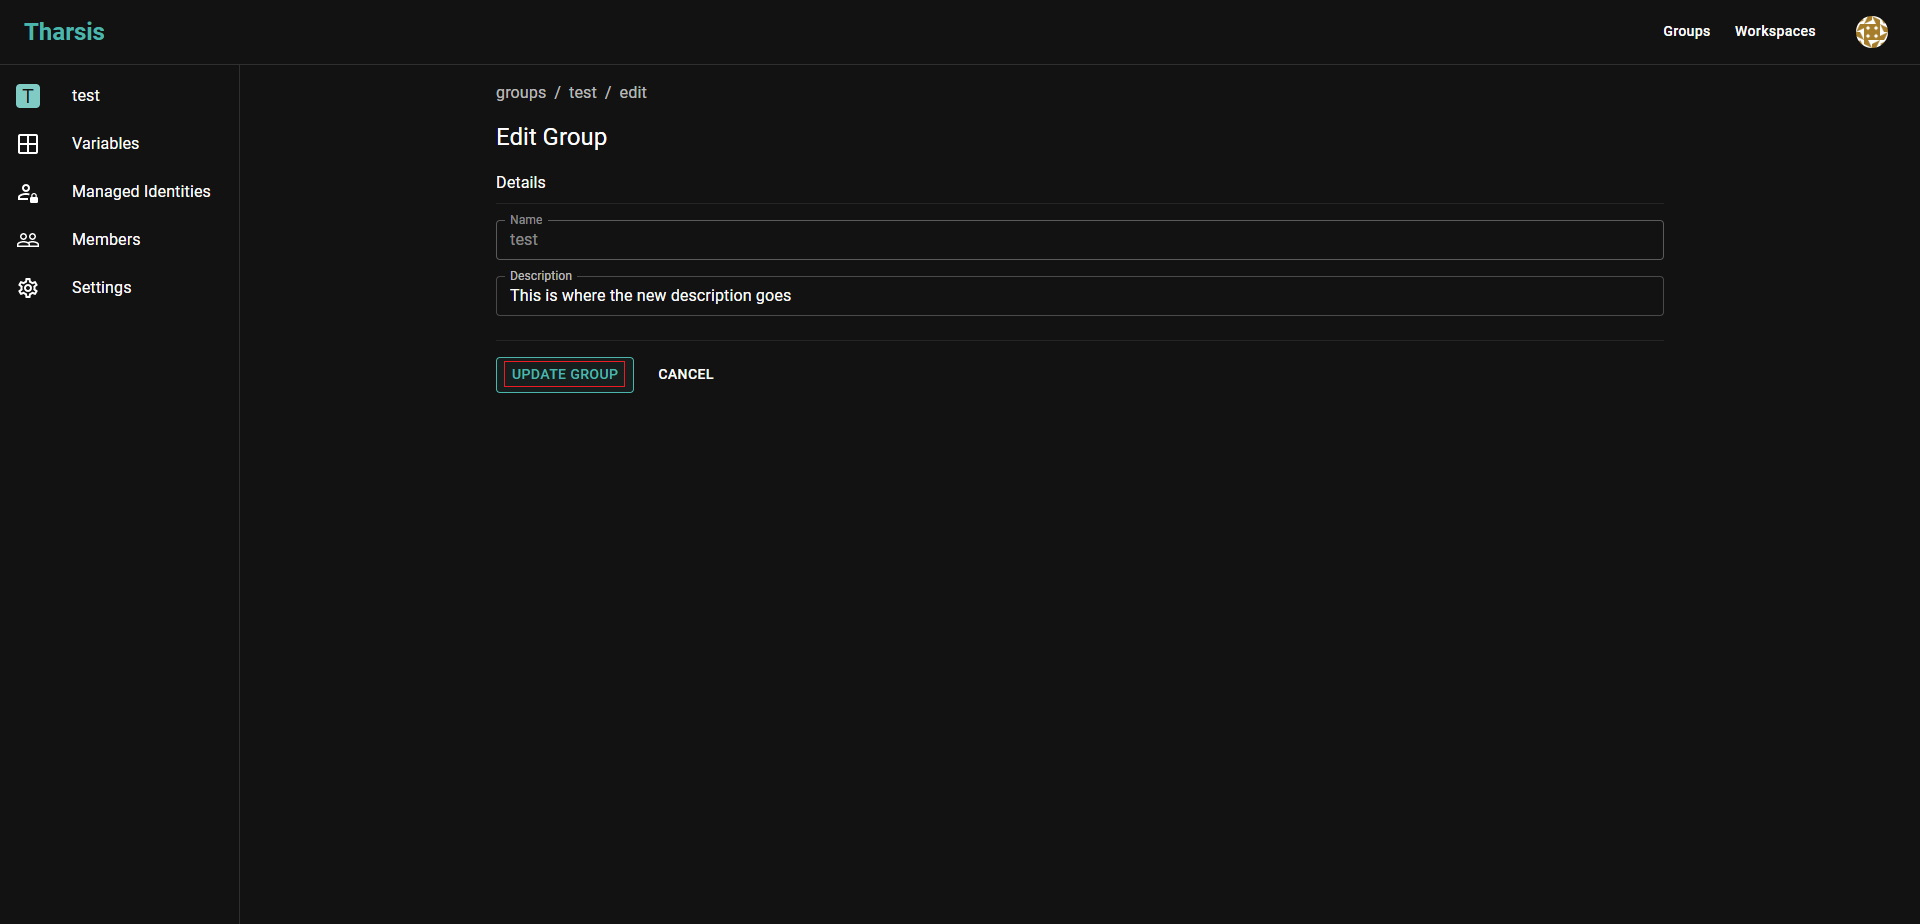 Tharsis
Groups Workspaces
T test
Variables
Managed Identities
Members
Settings
groups / test / edit
Edit Group
Details
Name
test
Description
This is where the new description goes
UPDATE GROUP CANCEL